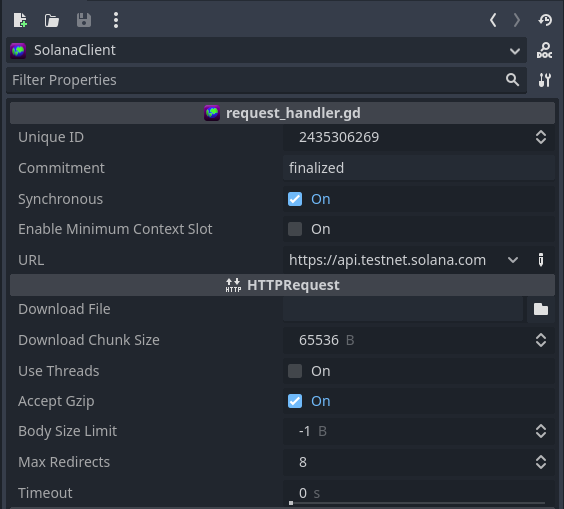 SolanaClient
DOC
Filter Properties
request_handler.gd
Unique ID 2435306269
Commitment finalized
Synchronous On
Enable Minimum Context Slot On
URL https://api.testnet.solana.com
HTTP HTTPRequest
Download File
Download Chunk Size 65536 B
Use Threads On
Accept Gzip On
Body Size Limit -1 B
Max Redirects 8
Timeout 0 s